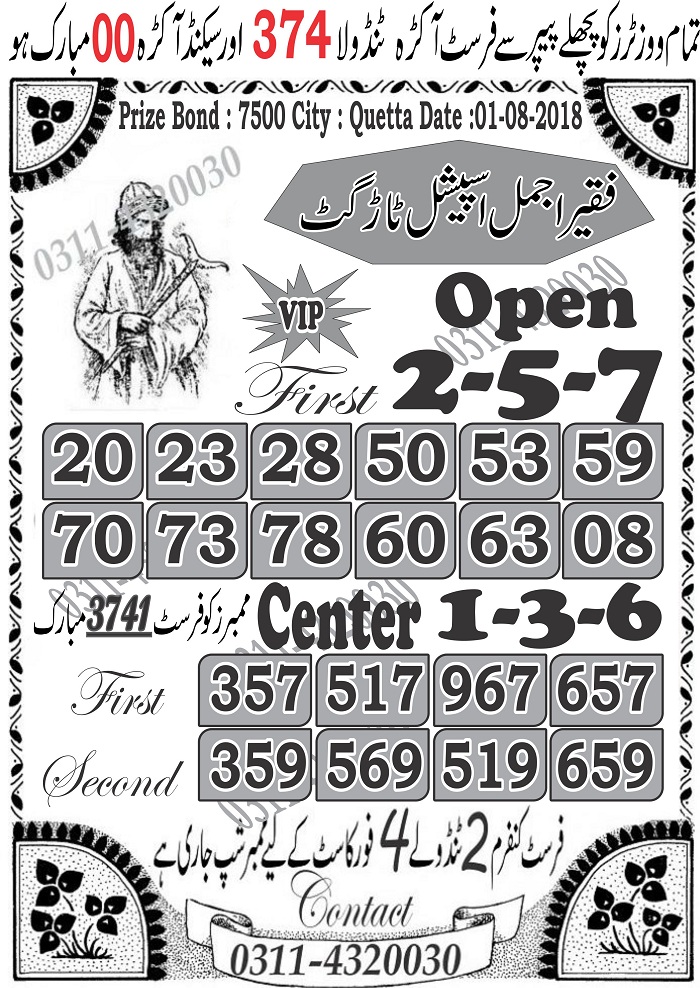 تمام ووزٹرز کو پچھلے پیپر سے فرسٹ آکڑہ ٹنڈولا 374 اور سیکنڈ آکڑہ 00 مبارک ہو
Prize Bond : 7500 City : Quetta Date :01-08-2018
فقیر اجمل اسپیشل ٹارگٹ
0311-4320030
VIP
Open
0311-4320030
First 2-5-7
20 23 28 50 53 59
70 73 78 60 63 08
ممبرز کو فرسٹ 3741 مبارک
Center 1-3-6
First 357 517 967 657
Second 359 569 519 659
فرسٹ کنفرم 2 ٹنڈولے 4 فورکاسٹ کے لیے ممبر شپ جاری ہے
Contact
0311-4320030